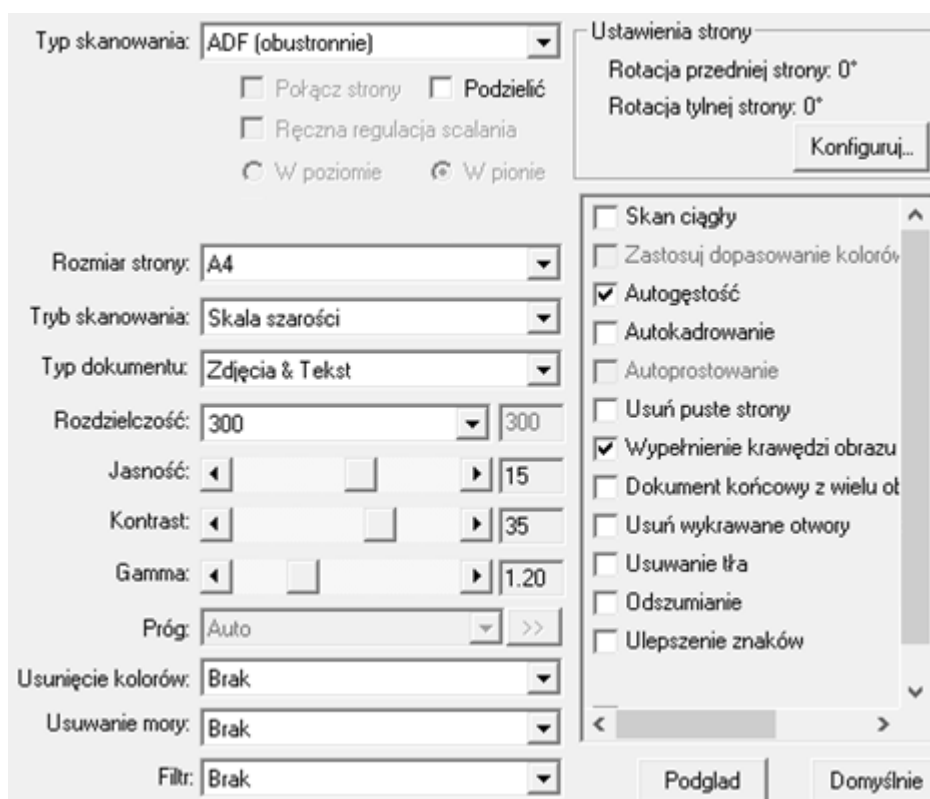 Typ skanowania: ADF (obustronnie)
Połącz strony Podzielić
Ręczna regulacja scalania
W poziomie W pionie
Rozmiar strony: A4
Tryb skanowania: Skala szarości
Typ dokumentu: Zdjęcia & Tekst
Rozdzielczość: 300 300
Jasność: 15
Kontrast: 35
Gamma: 1.20
Próg: Auto >>
Usunięcie kolorów: Brak
Usuwanie mory: Brak
Filtr: Brak
Ustawienia strony
Rotacja przedniej strony: 0°
Rotacja tylnej strony: 0°
Konfiguruj...
Skan ciągły
Zastosuj dopasowanie kolorów
Autogęstość
Autokadrowanie
Autoprostowanie
Usuń puste strony
Wypełnienie krawędzi obrazu
Dokument końcowy z wielu ob
Usuń wykrawane otwory
Usuwanie tła
Odszumianie
Ulepszenie znaków
Podglad Domyślnie